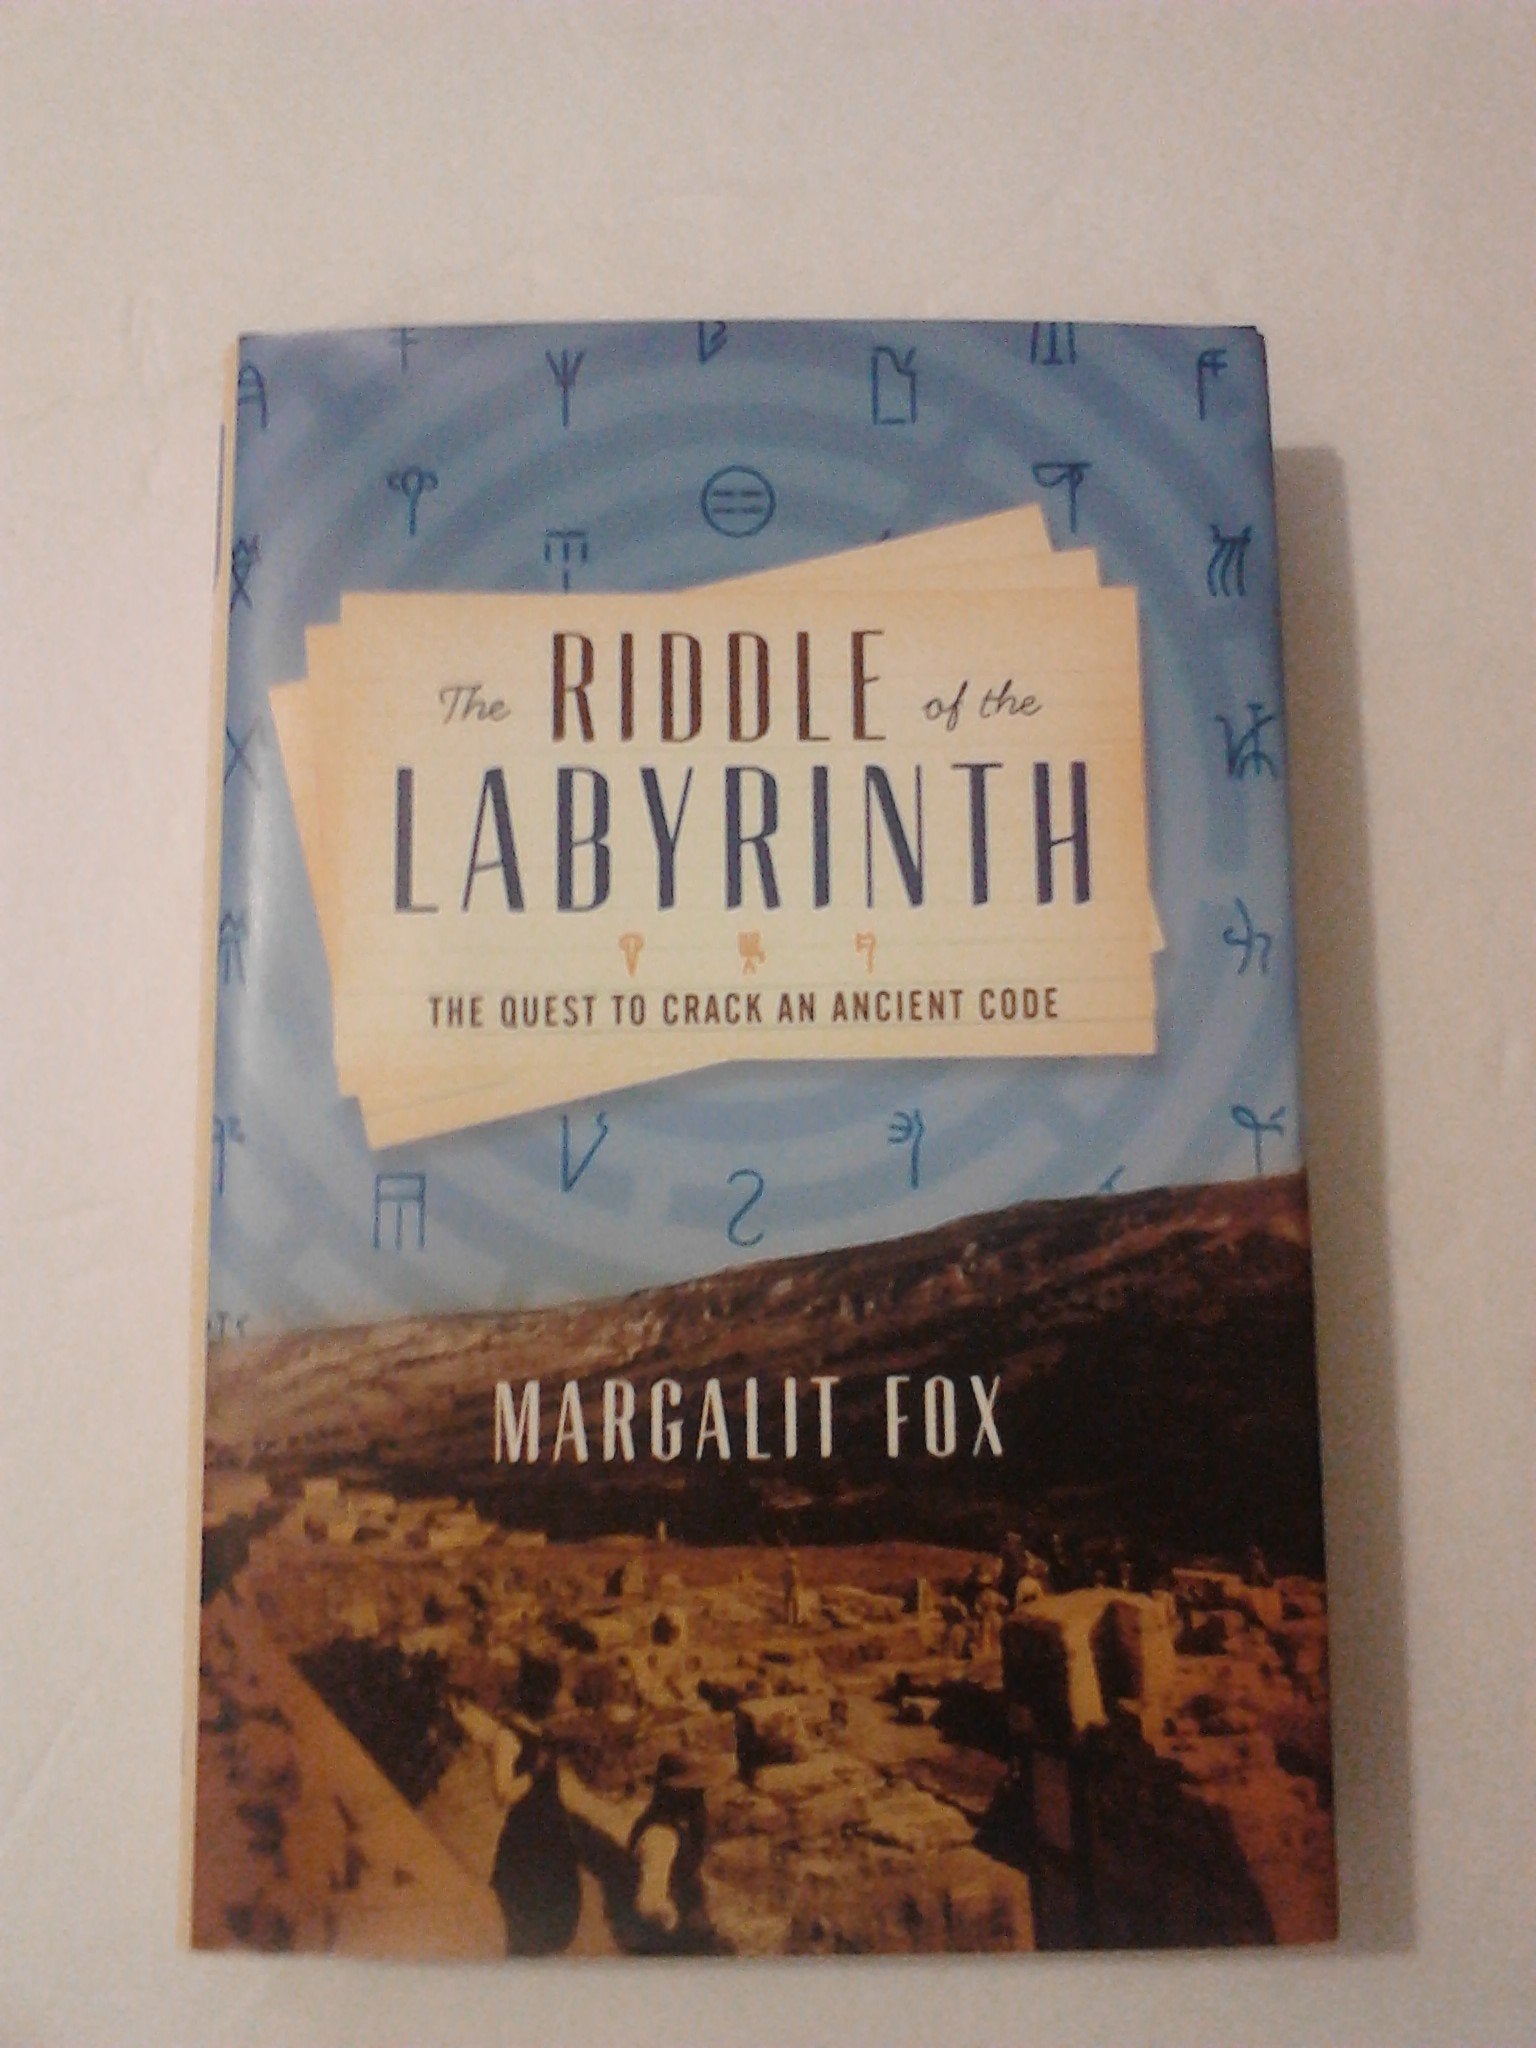 The RIDDLE of the
LABYRINTH
THE QUEST TO CRACK AN ANCIENT CODE
MARGALIT FOX